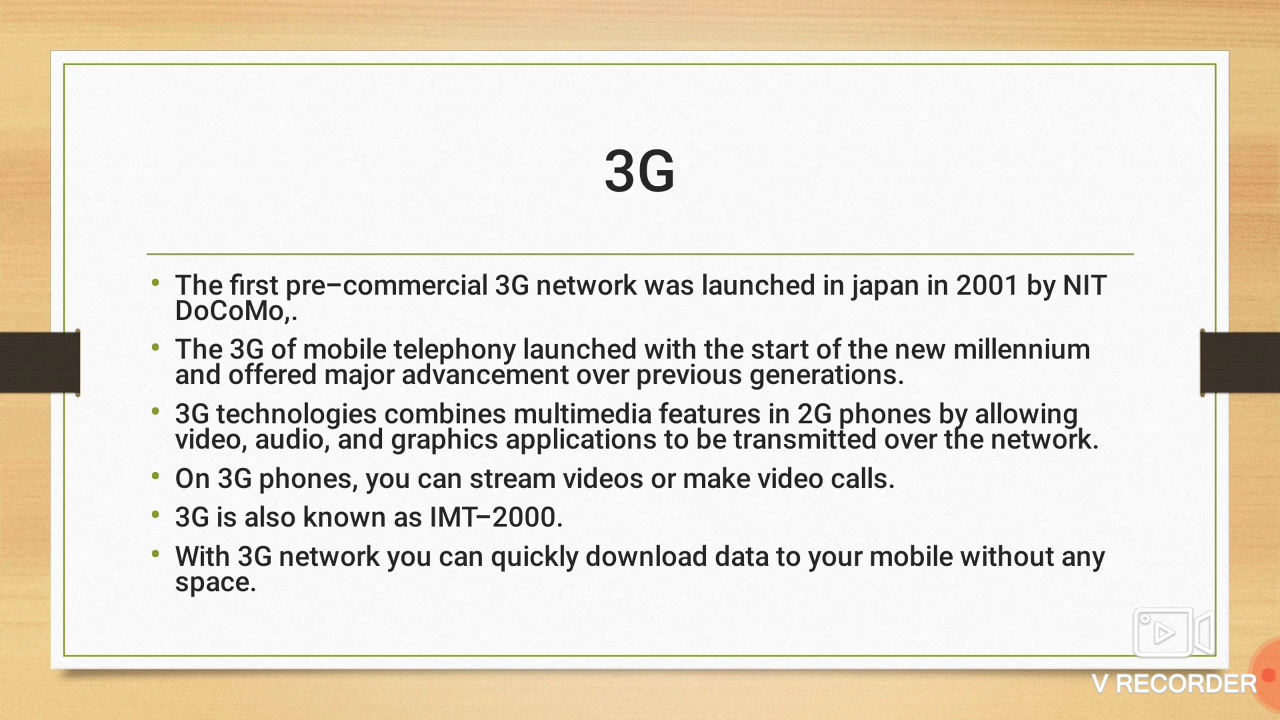 3G
• The first pre–commercial 3G network was launched in japan in 2001 by NIT
DoCoMo,.
• The 3G of mobile telephony launched with the start of the new millennium
and offered major advancement over previous generations.
• 3G technologies combines multimedia features in 2G phones by allowing
video, audio, and graphics applications to be transmitted over the network.
• On 3G phones, you can stream videos or make video calls.
• 3G is also known as IMT–2000.
• With 3G network you can quickly download data to your mobile without any
space.
V RECORDER